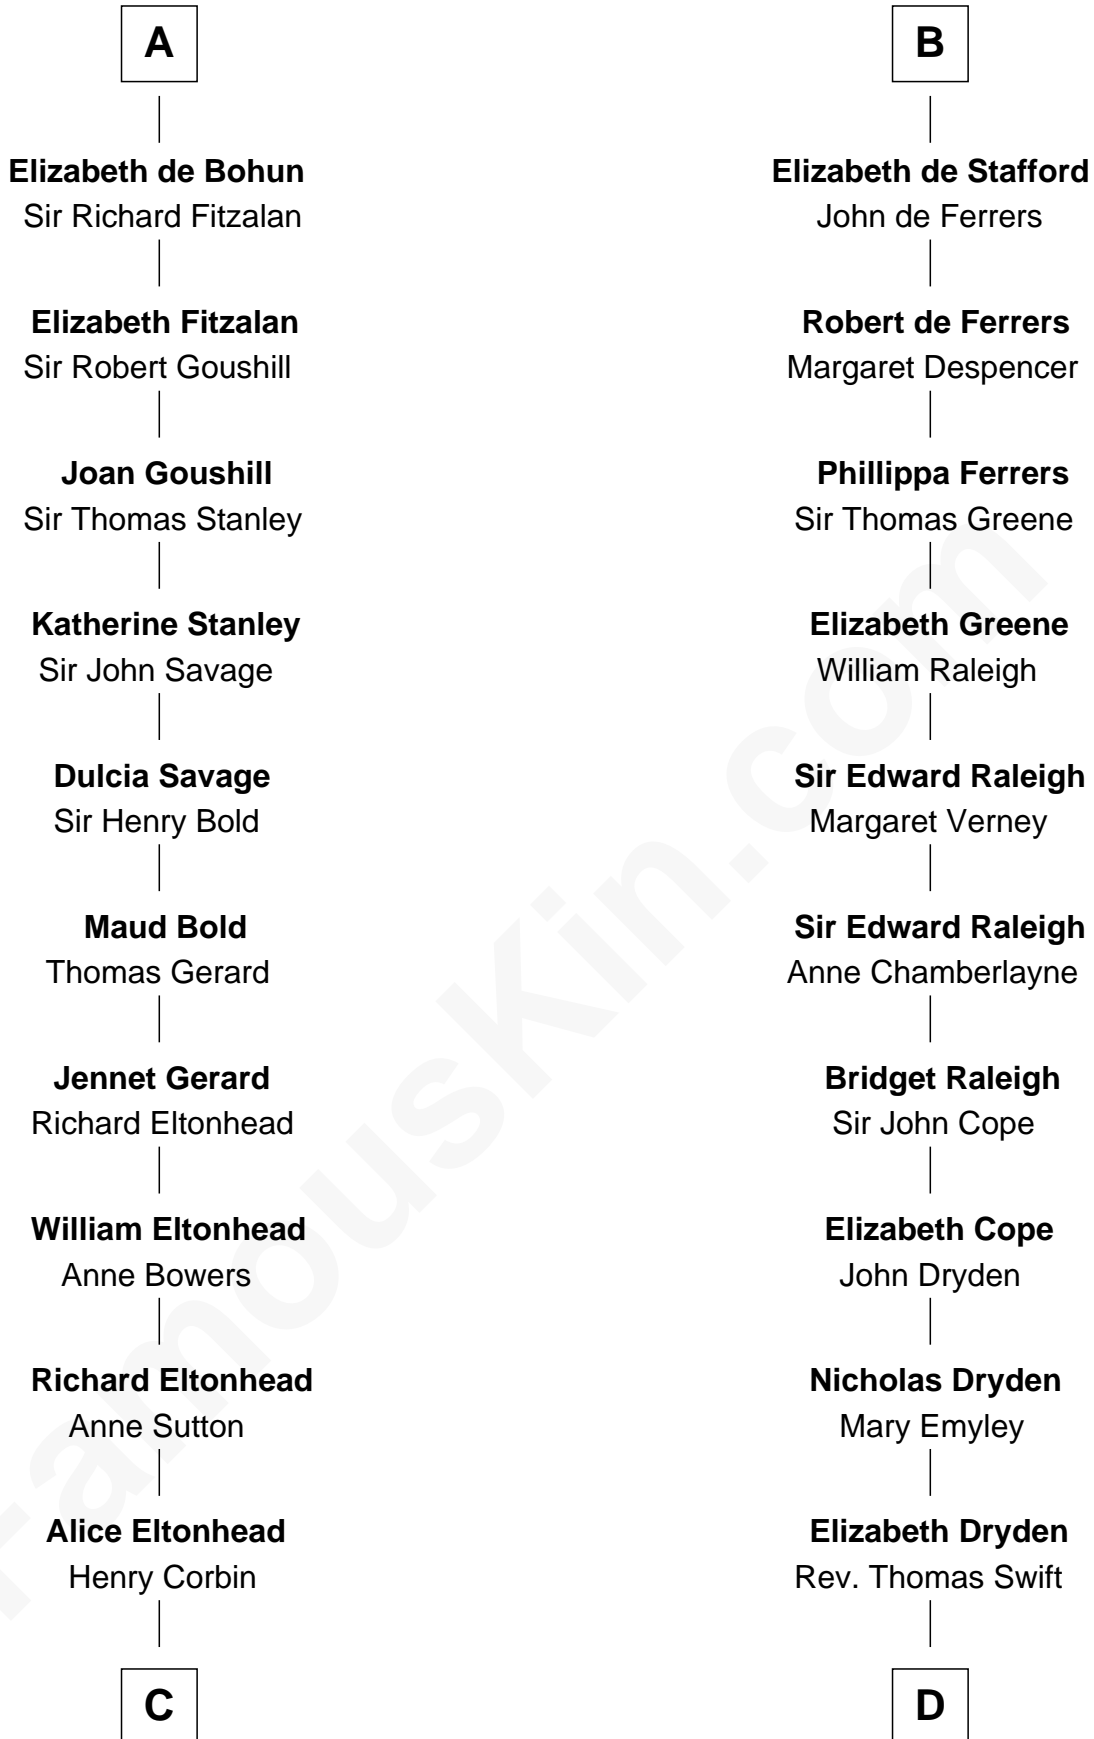 A
Elizabeth de Bohun
Sir Richard Fitzalan
Elizabeth Fitzalan
Sir Robert Goushill
Joan Goushill
Sir Thomas Stanley
Katherine Stanley
Sir John Savage
Dulcia Savage
Sir Henry Bold
Maud Bold
Thomas Gerard
Jennet Gerard
Richard Eltonhead
William Eltonhead
Anne Bowers
Richard Eltonhead
Anne Sutton
Alice Eltonhead
Henry Corbin
C
B
Elizabeth de Stafford
John de Ferrers
Robert de Ferrers
Margaret Despencer
Phillippa Ferrers
Sir Thomas Greene
Elizabeth Greene
William Raleigh
Sir Edward Raleigh
Margaret Verney
Sir Edward Raleigh
Anne Chamberlayne
Bridget Raleigh
Sir John Cope
Elizabeth Cope
John Dryden
Nicholas Dryden
Mary Emyley
Elizabeth Dryden
Rev. Thomas Swift
D
FamousKin.com